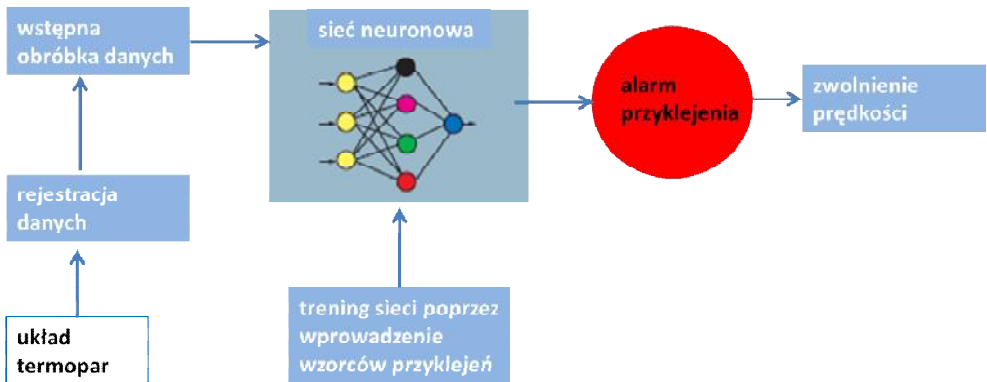 wstępna
obróbka danych
sieć neuronowa
alarm
przyklejenia
zwolnienie
prędkości
rejestracja
danych
układ
termopar
trening sieci poprzez
wprowadzenie
wzorców przyklejeń